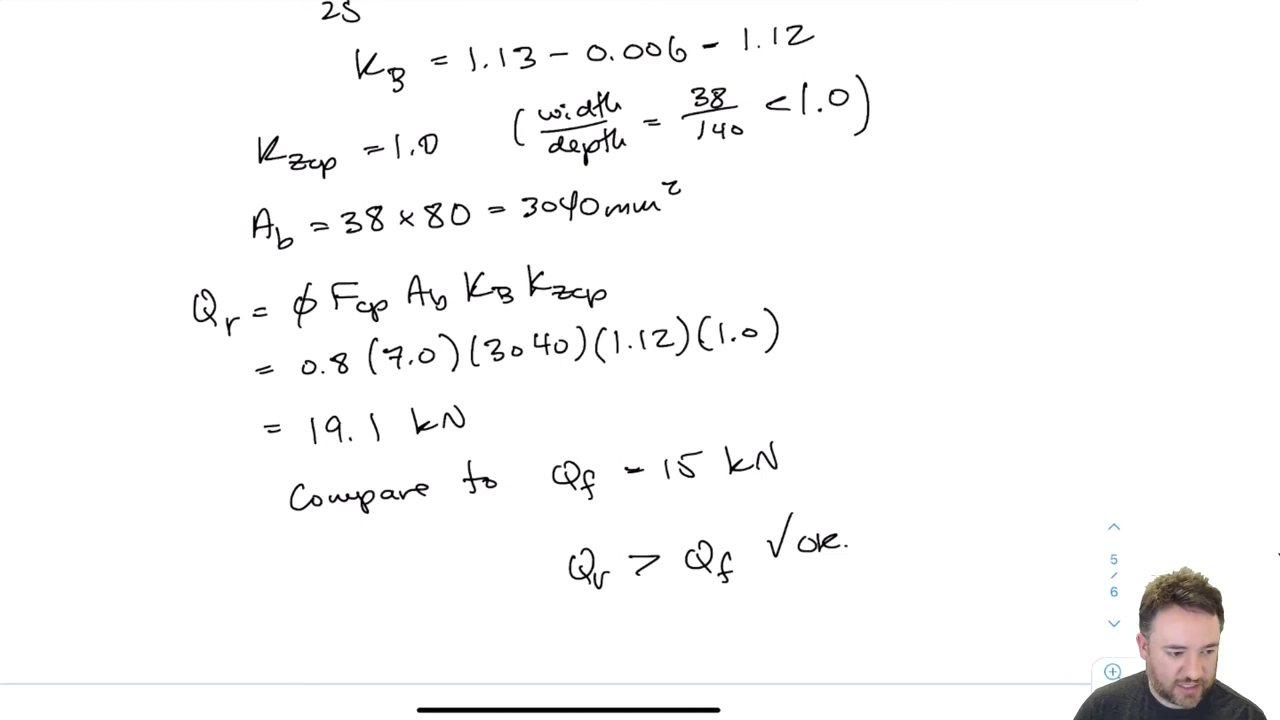 25
K_B = 1.13 - 0.006 - 1.12
K_Zcp = 1.0 (width/depth = 38/140 < 1.0)
A_b = 38 × 80 = 3040 mm²
Q_r = ϕ F_cp A_b K_B K_Zcp
= 0.8 (7.0)(3040)(1.12)(1.0)
= 19.1 kN
Compare to Q_f - 15 kN
Q_r > Q_f √ ok.
5
/
6